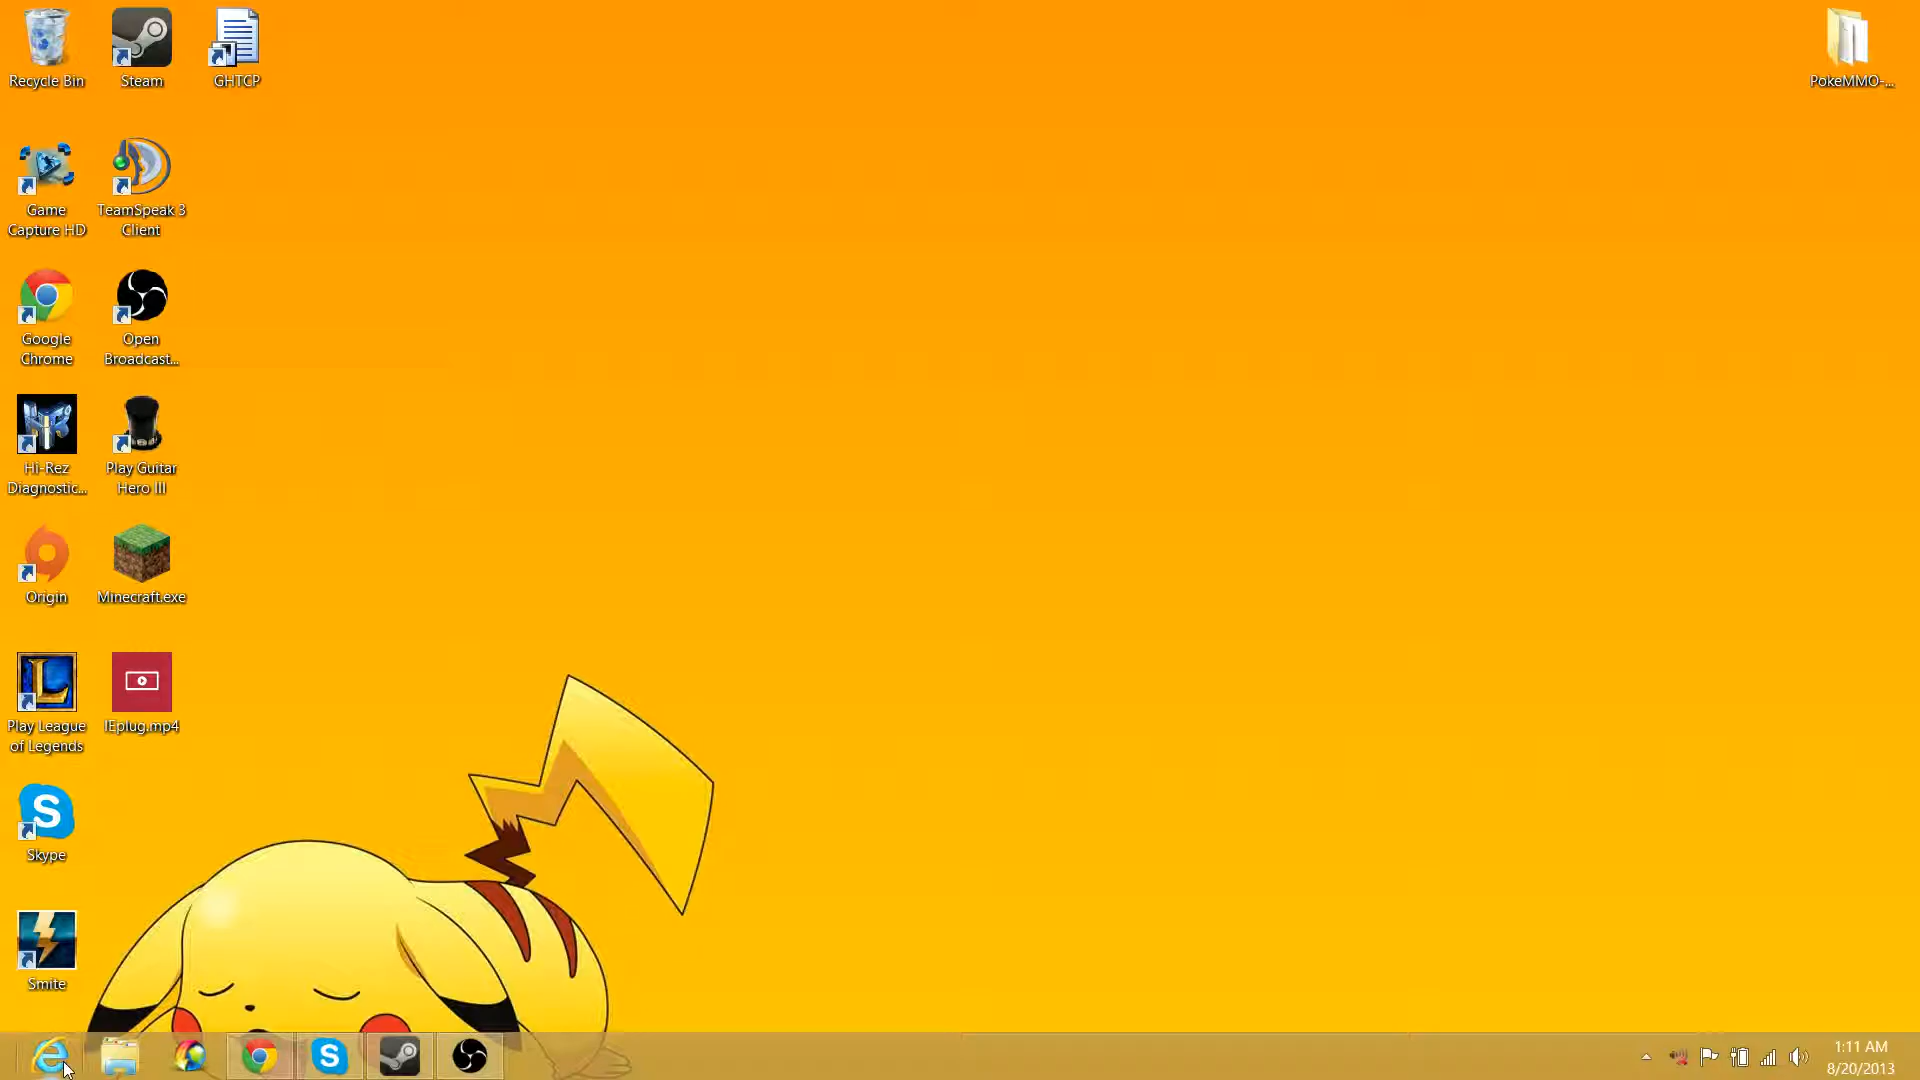 Recycle Bin
Steam
GHTCP
PokeMMO-...
Game
Capture HD
TeamSpeak 3
Client
Google
Chrome
Open
Broadcast...
Hi-Rez
Diagnostic...
Play Guitar
Hero III
Origin
Minecraft.exe
Play League
of Legends
IEplug.mp4
Skype
Smite
1:11 AM
8/20/2013